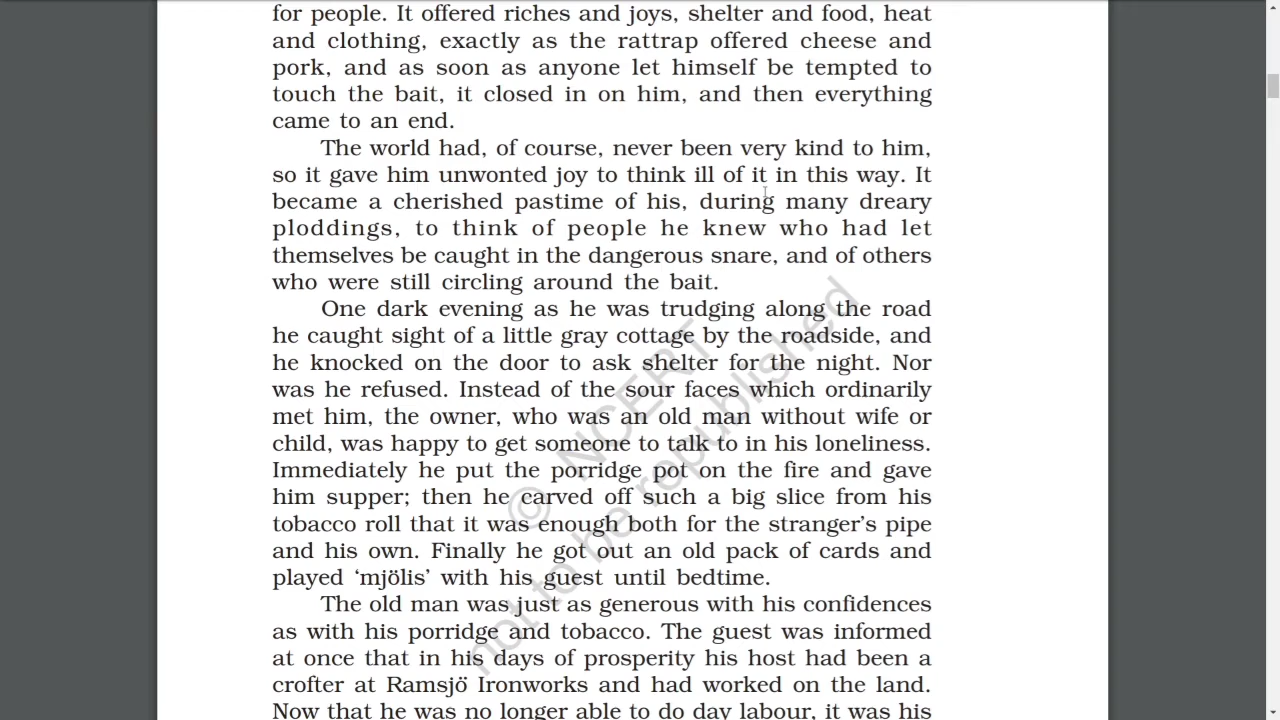 for people. It offered riches and joys, shelter and food, heat
and clothing, exactly as the rattrap offered cheese and
pork, and as soon as anyone let himself be tempted to
touch the bait, it closed in on him, and then everything
came to an end.
The world had, of course, never been very kind to him,
so it gave him unwonted joy to think ill of it in this way. It
became a cherished pastime of his, during many dreary
ploddings, to think of people he knew who had let
themselves be caught in the dangerous snare, and of others
who were still circling around the bait.
One dark evening as he was trudging along the road
he caught sight of a little gray cottage by the roadside, and
he knocked on the door to ask shelter for the night. Nor
was he refused. Instead of the sour faces which ordinarily
met him, the owner, who was an old man without wife or
child, was happy to get someone to talk to in his loneliness.
Immediately he put the porridge pot on the fire and gave
him supper; then he carved off such a big slice from his
tobacco roll that it was enough both for the stranger's pipe
and his own. Finally he got out an old pack of cards and
played ‘mjölis’ with his guest until bedtime.
The old man was just as generous with his confidences
as with his porridge and tobacco. The guest was informed
at once that in his days of prosperity his host had been a
crofter at Ramsjö Ironworks and had worked on the land.
Now that he was no longer able to do day labour, it was his
© NCERT
not to be republished